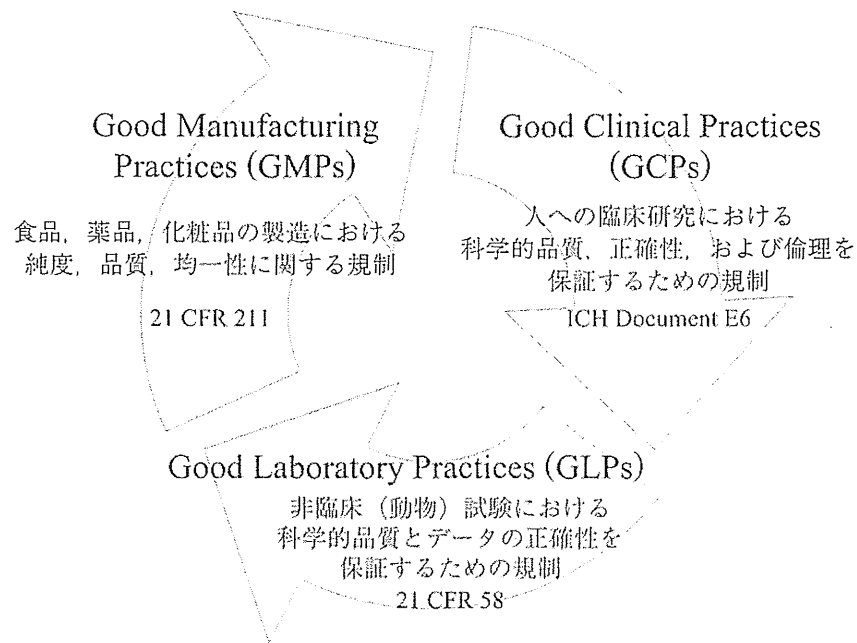 Good Manufacturing
Practices (GMPs)
食品，薬品，化粧品の製造における
純度，品質，均一性に関する規制
21 CFR 211
Good Clinical Practices
(GCPs)
人への臨床研究における
科学的品質，正確性，および倫理を
保証するための規制
ICH Document E6
Good Laboratory Practices (GLPs)
非臨床（動物）試験における
科学的品質とデータの正確性を
保証するための規制
21 CFR 58